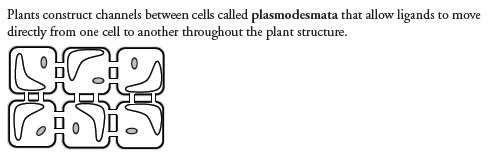 Plants construct channels between cells called plasmodesmata that allow ligands to move
directly from one cell to another throughout the plant structure.